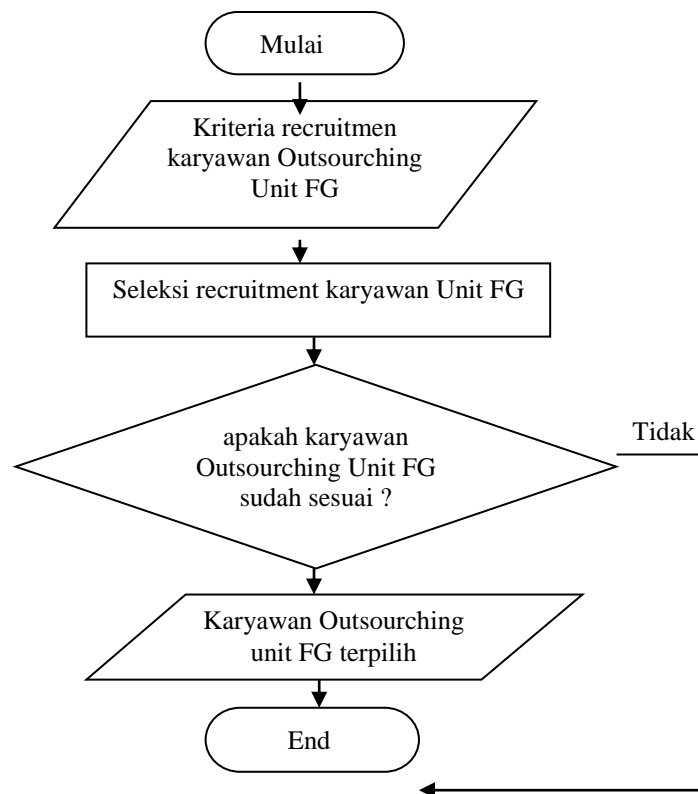 Mulai
Kriteria recruitmen
karyawan Outsourching
Unit FG
Seleksi recruitment karyawan Unit FG
apakah karyawan
Outsourching Unit FG
sudah sesuai ?
Tidak
Karyawan Outsourching
unit FG terpilih
End